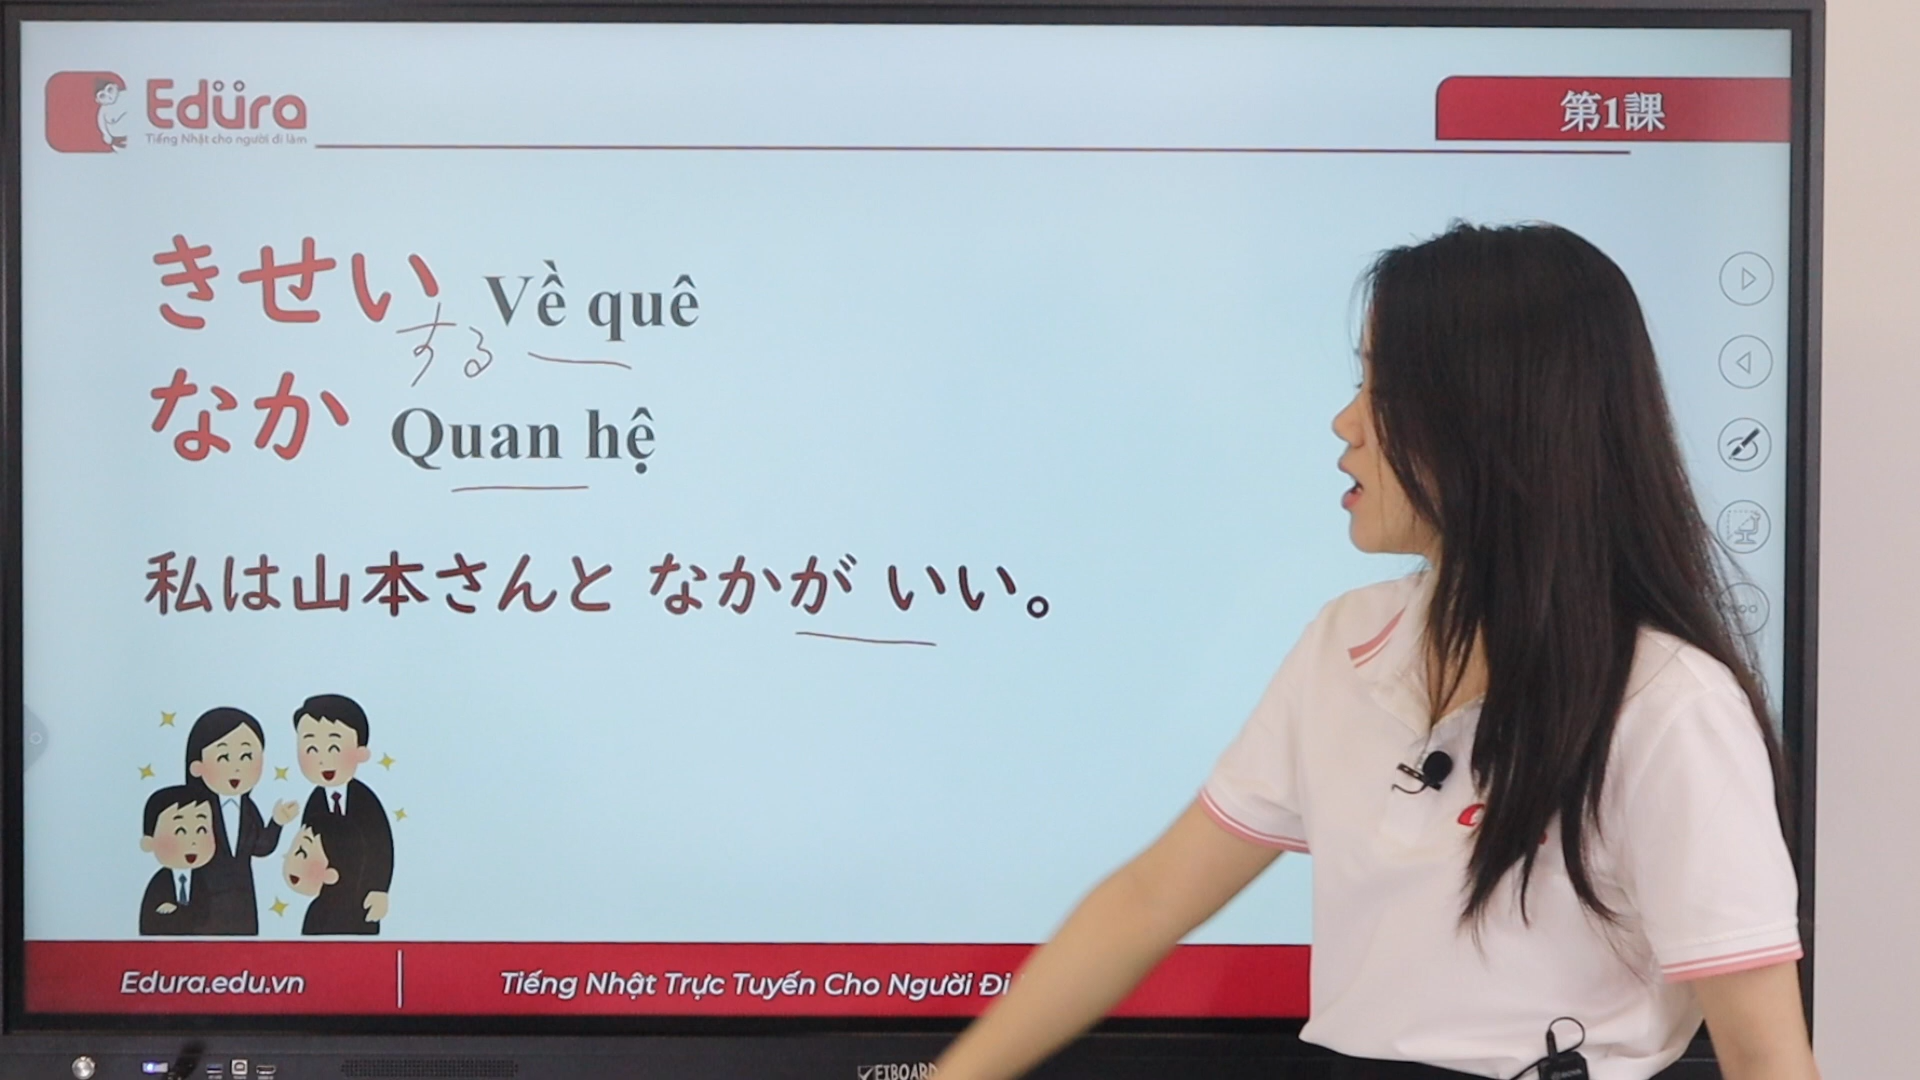 Edura
Tiếng Nhật cho người đi làm
第1課
きせい Về quê
する
なか Quan hệ
私は山本さんと なかが いい。
Edura.edu.vn
Tiếng Nhật Trực Tuyến Cho Người Đi
EIBOARD